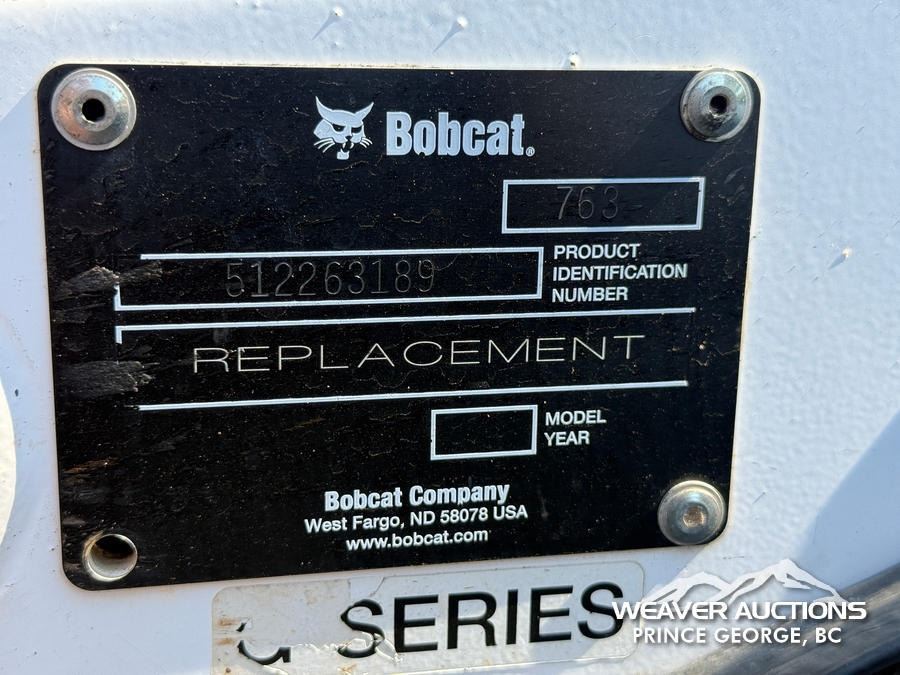 Bobcat®
763
512263189
PRODUCT
IDENTIFICATION
NUMBER
REPLACEMENT
MODEL
YEAR
Bobcat Company
West Fargo, ND 58078 USA
www.bobcat.com
SERIES
WEAVER AUCTIONS
PRINCE GEORGE, BC